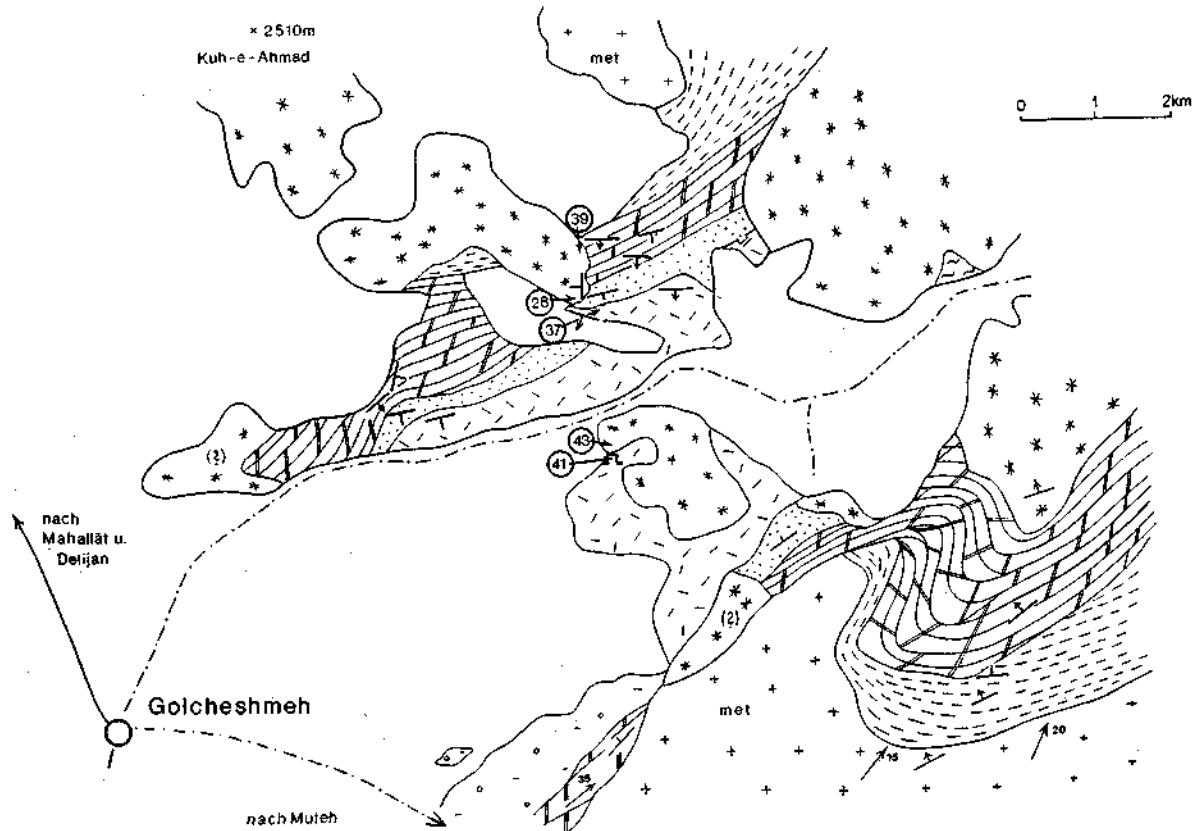 × 2510m
Kuh-e-Ahmad
met
0 1 2km
39
28
37
43
41
(?)
nach
Mahallāt u.
Delijan
(?)
Golcheshmeh
met
20
15
35
nach Muteh